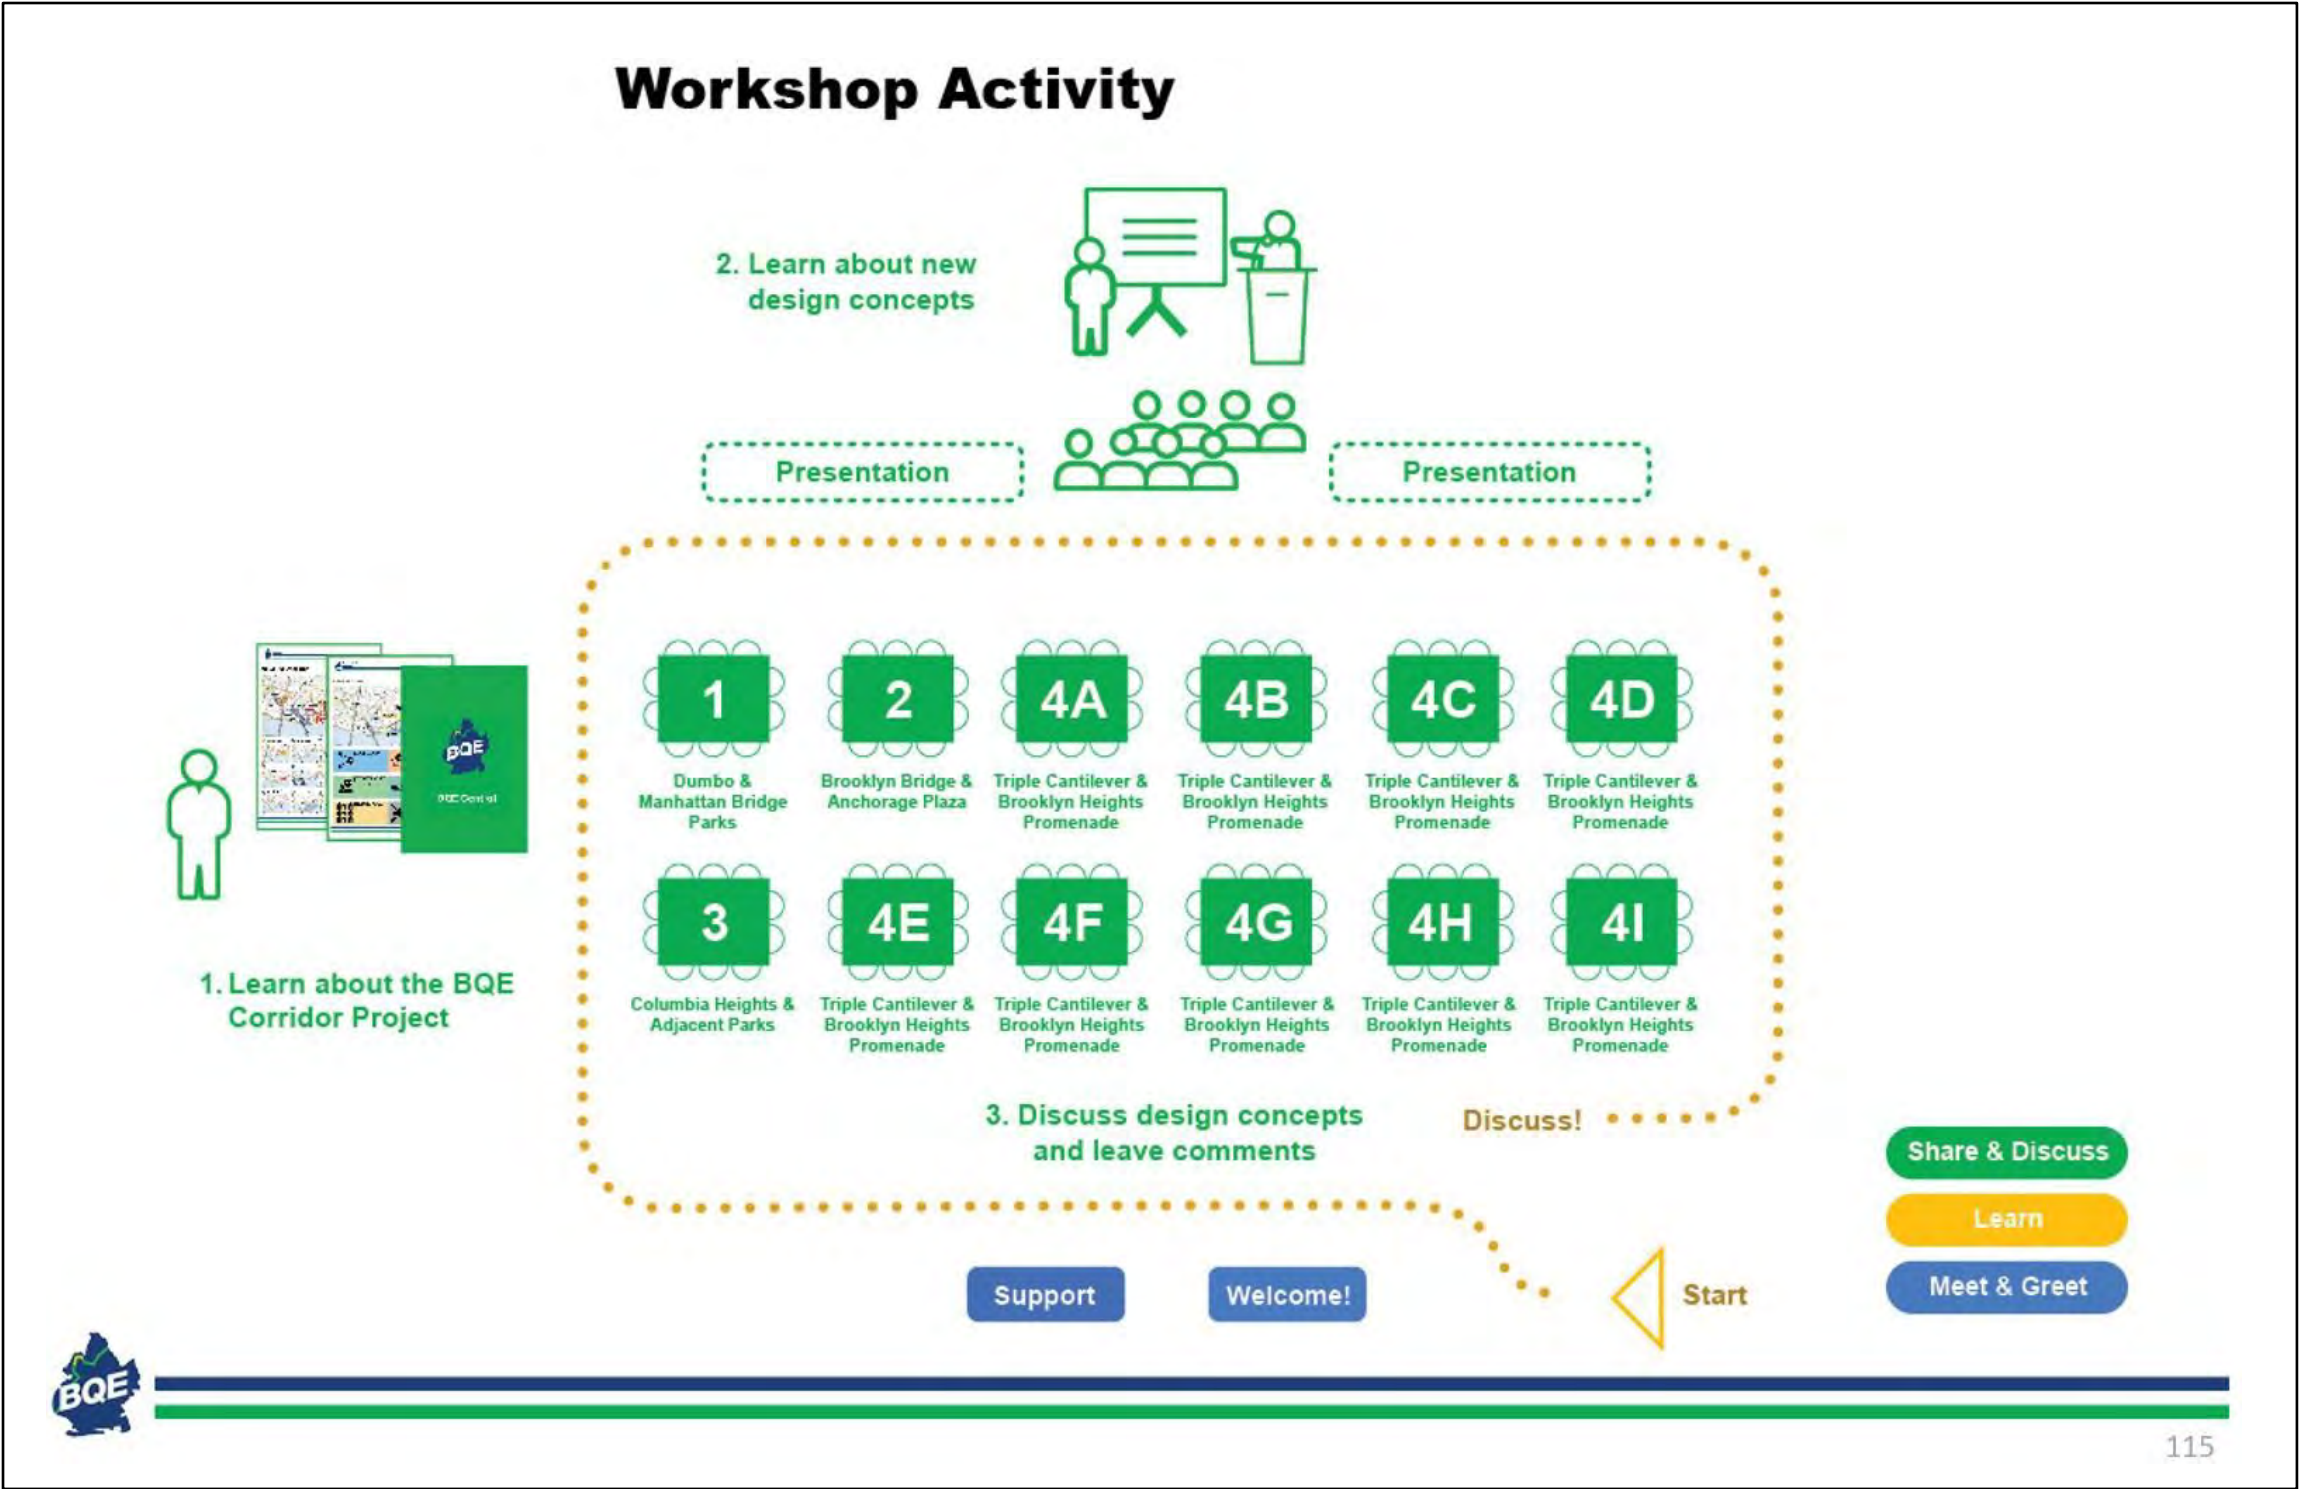 Workshop Activity
2. Learn about new
design concepts
Presentation
Presentation
1
2
4A
4B
4C
4D
Dumbo &
Manhattan Bridge
Parks
Brooklyn Bridge &
Anchorage Plaza
Triple Cantilever &
Brooklyn Heights
Promenade
Triple Cantilever &
Brooklyn Heights
Promenade
Triple Cantilever &
Brooklyn Heights
Promenade
Triple Cantilever &
Brooklyn Heights
Promenade
BQE
BQE Central
1. Learn about the BQE
Corridor Project
3
4E
4F
4G
4H
4I
Columbia Heights &
Adjacent Parks
Triple Cantilever &
Brooklyn Heights
Promenade
Triple Cantilever &
Brooklyn Heights
Promenade
Triple Cantilever &
Brooklyn Heights
Promenade
Triple Cantilever &
Brooklyn Heights
Promenade
Triple Cantilever &
Brooklyn Heights
Promenade
3. Discuss design concepts
and leave comments
Discuss!
Share & Discuss
Learn
Meet & Greet
Support
Welcome!
Start
BQE
115